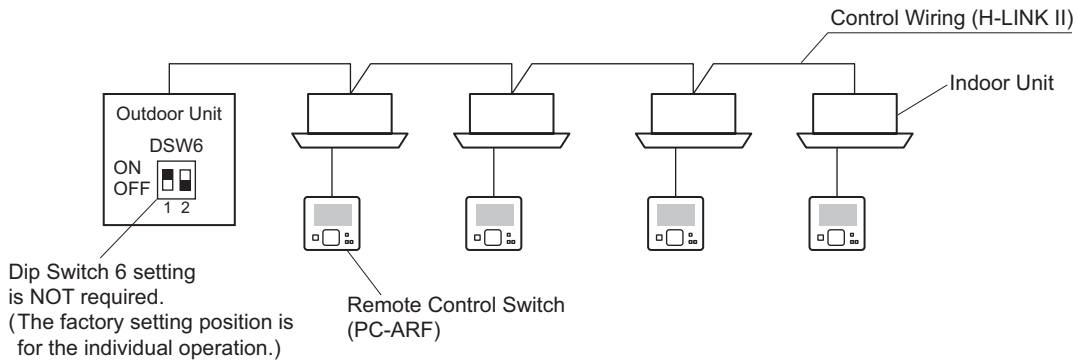 Control Wiring (H-LINK II)
Indoor Unit
Outdoor Unit
DSW6
ON
OFF
1 2
Dip Switch 6 setting
is NOT required.
(The factory setting position is
for the individual operation.)
Remote Control Switch
(PC-ARF)